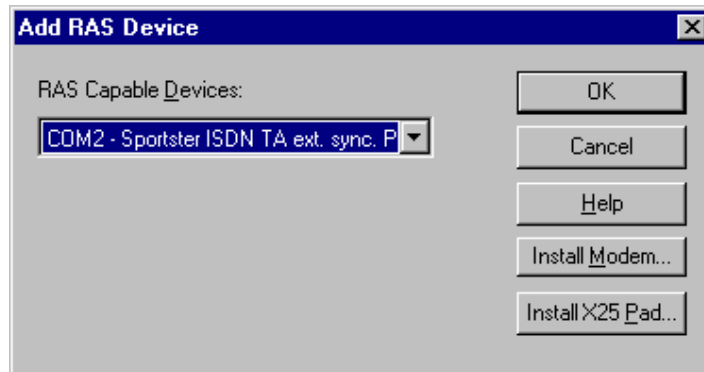 Add RAS Device
RAS Capable Devices:
COM2 - Sportster ISDN TA ext. sync. P
OK
Cancel
Help
Install Modem...
Install X25 Pad...